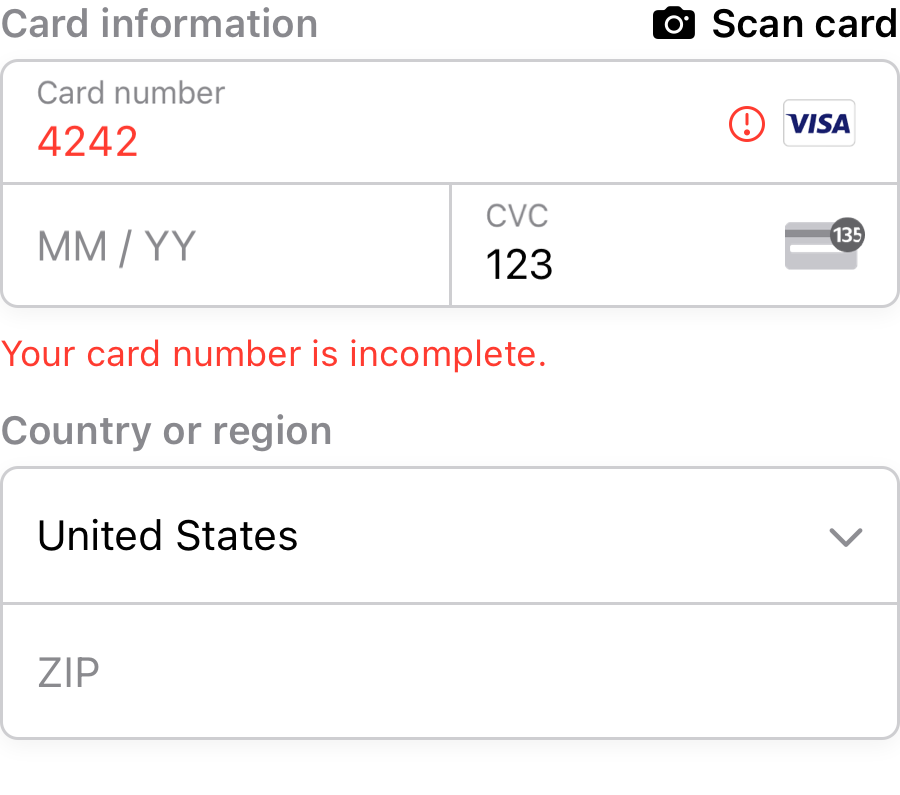 Card information
Scan card
Card number
4242
VISA
MM / YY
CVC
123
135
Your card number is incomplete.
Country or region
United States
ZIP